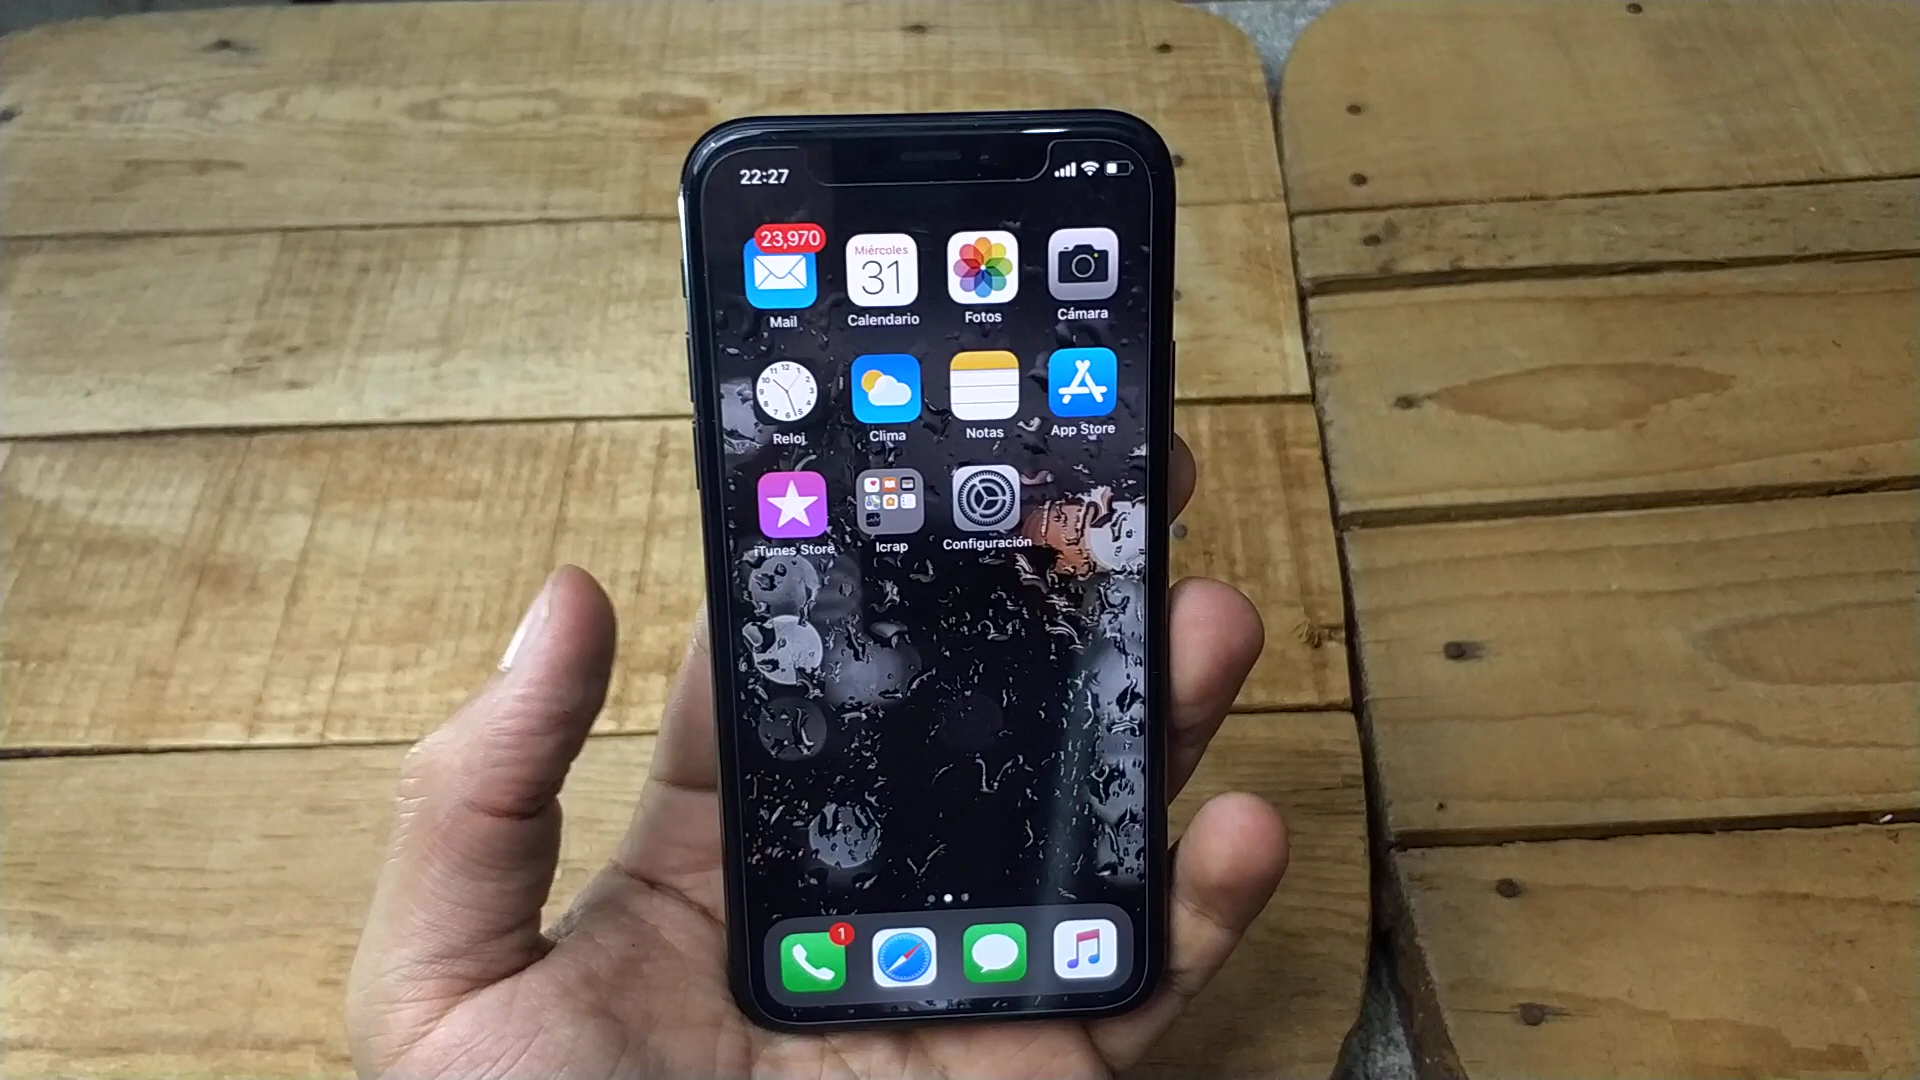 22:27
23,970
Miércoles
31
Mail
Calendario
Fotos
Cámara
Reloj
Clima
Notas
App Store
iTunes Store
Icrap
Configuración
1